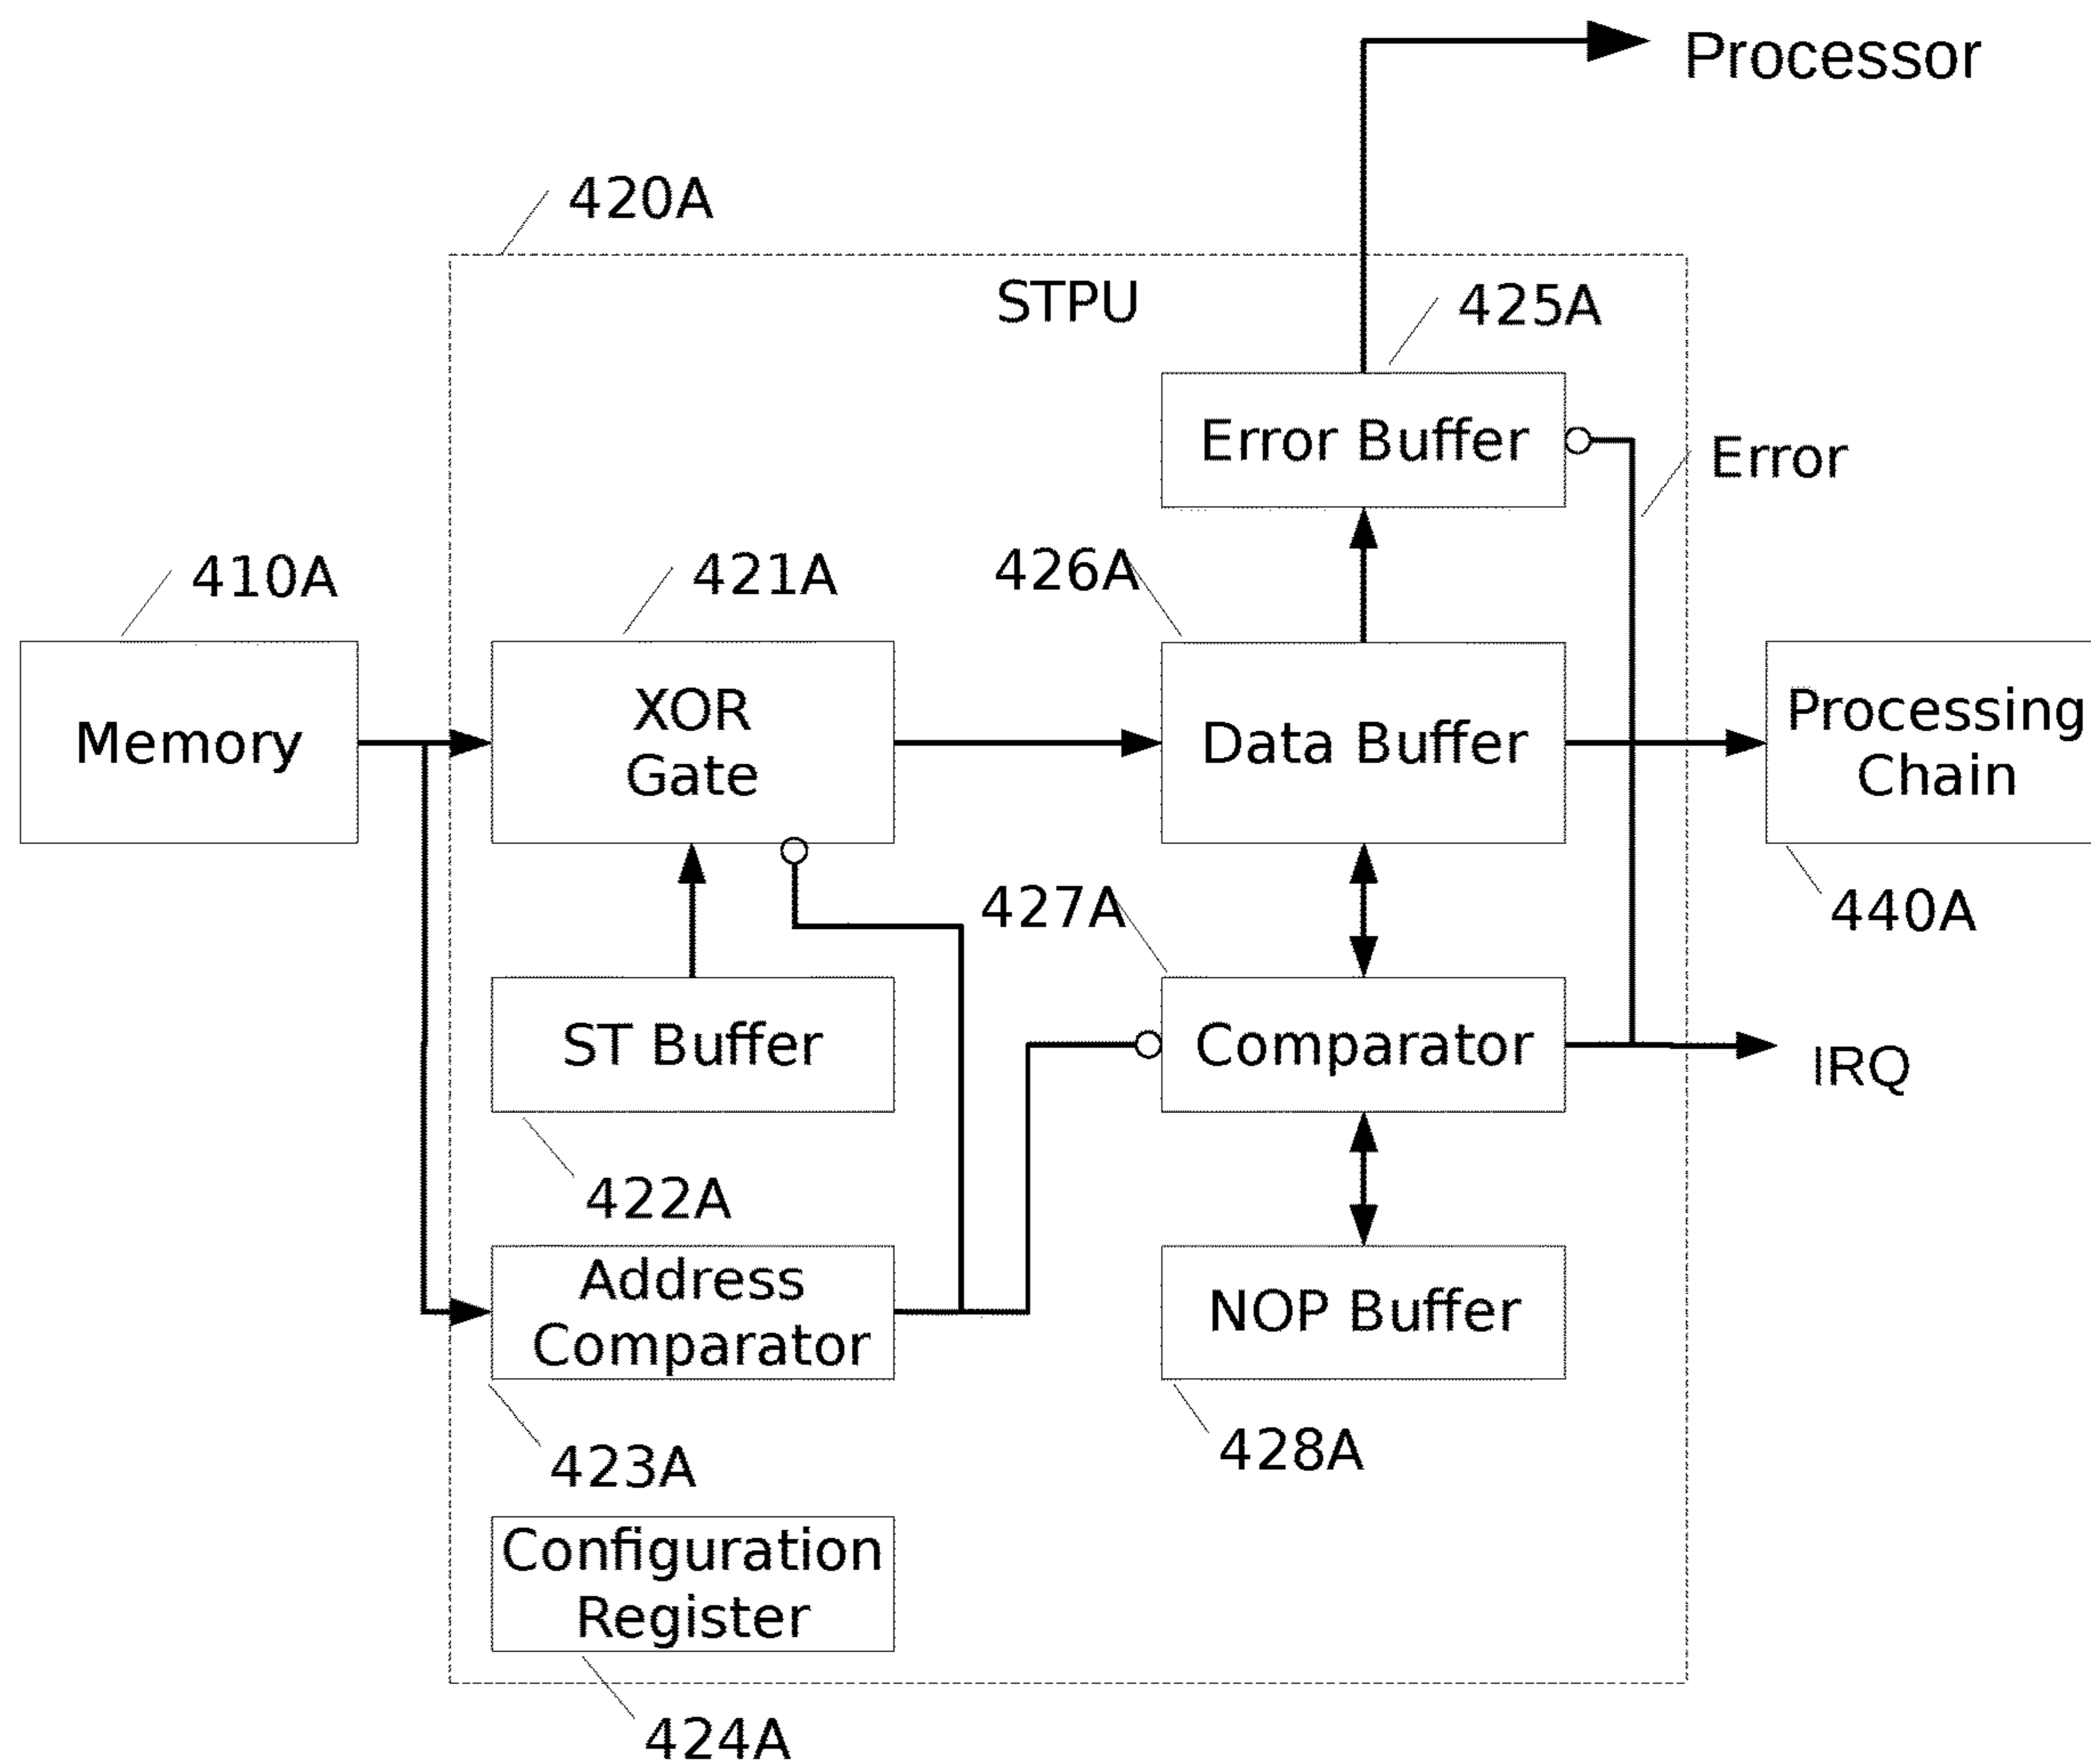 Processor
420A
STPU
425A
Error Buffer
Error
410A
421A
426A
Memory
XOR
Gate
Data Buffer
Processing
Chain
427A
440A
ST Buffer
Comparator
IRQ
422A
Address
Comparator
NOP Buffer
423A
428A
Configuration
Register
424A